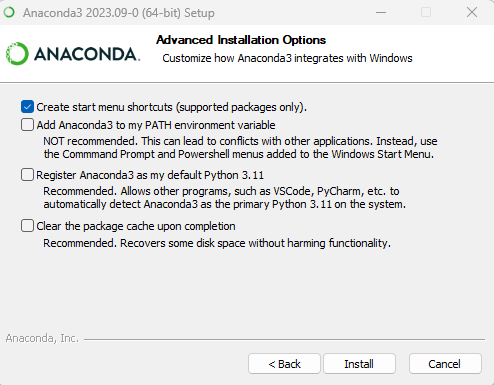 Anaconda3 2023.09-0 (64-bit) Setup
ANACONDA.
Advanced Installation Options
Customize how Anaconda3 integrates with Windows
Create start menu shortcuts (supported packages only).
Add Anaconda3 to my PATH environment variable
NOT recommended. This can lead to conflicts with other applications. Instead, use
the Commmand Prompt and Powershell menus added to the Windows Start Menu.
Register Anaconda3 as my default Python 3.11
Recommended. Allows other programs, such as VSCode, PyCharm, etc. to
automatically detect Anaconda3 as the primary Python 3.11 on the system.
Clear the package cache upon completion
Recommended. Recovers some disk space without harming functionality.
Anaconda, Inc.
< Back
Install
Cancel